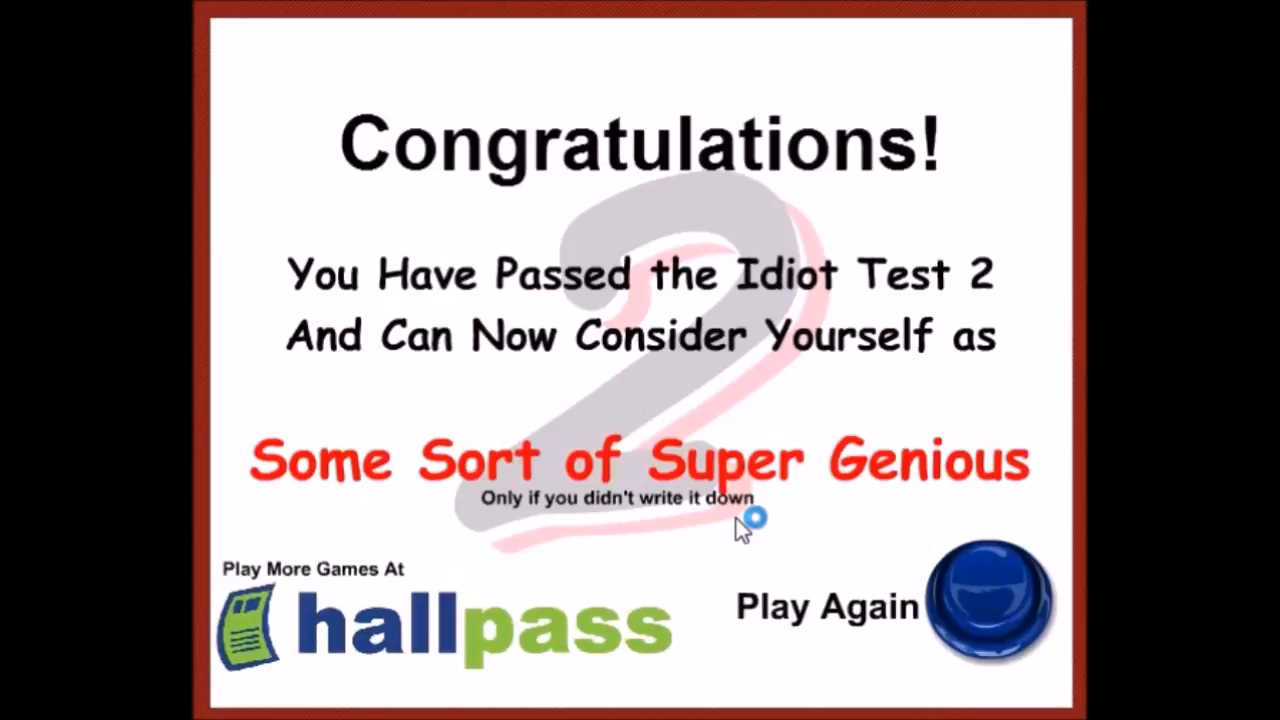 Congratulations!
2
You Have Passed the Idiot Test 2
And Can Now Consider Yourself as
Some Sort of Super Genious
Only if you didn't write it down
Play More Games At
hallpass
Play Again